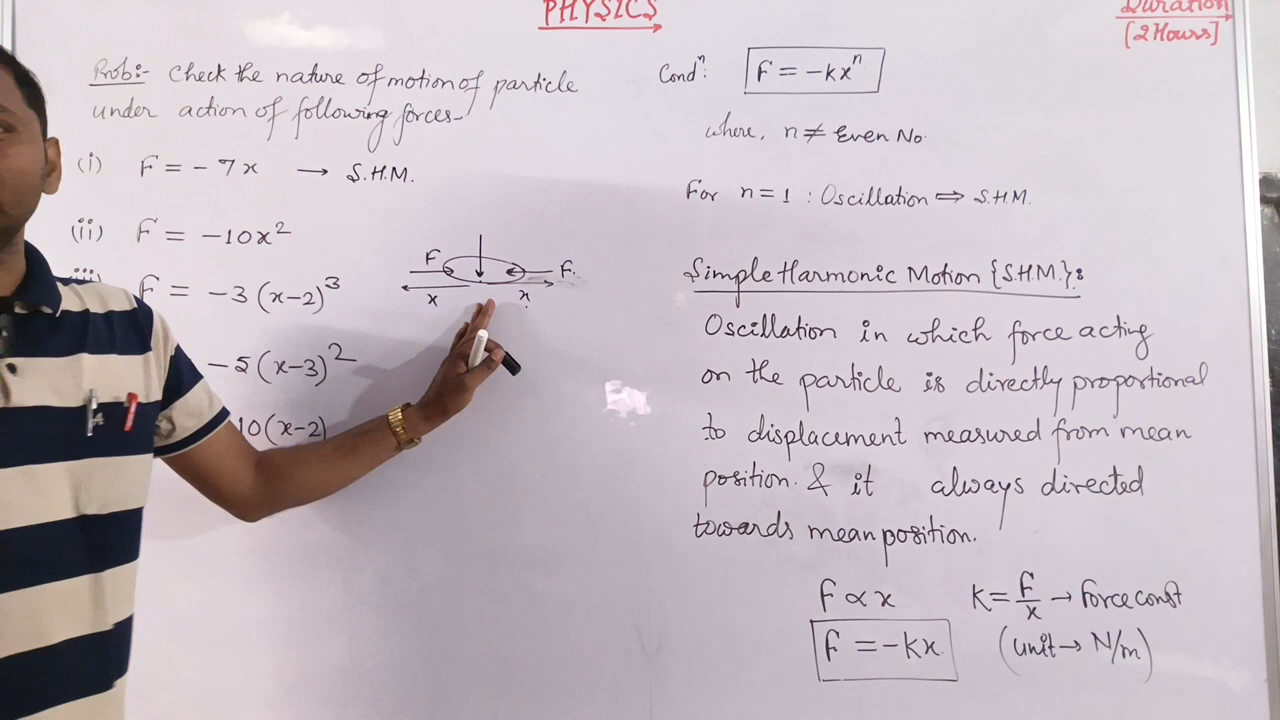 PHYSICS
Duration
[2 Hours]
Prob:- Check the nature of motion of particle
under action of following forces-
(i) F = -7x → S.H.M.
(ii) F = -10x²
(iii) F = -3(x-2)³
-5(x-3)²
10(x-2)
F F.
x x
Condⁿ: F = -kxⁿ
where, n ≠ Even No.
For n=1 : Oscillation ⇒ S.H.M.
Simple Harmonic Motion {S.H.M.}:
Oscillation in which force acting
on the particle is directly proportional
to displacement measured from mean
position. & it always directed
towards mean position.
F ∝ x K = F/x → Force const
F = -kx (unit → N/m)